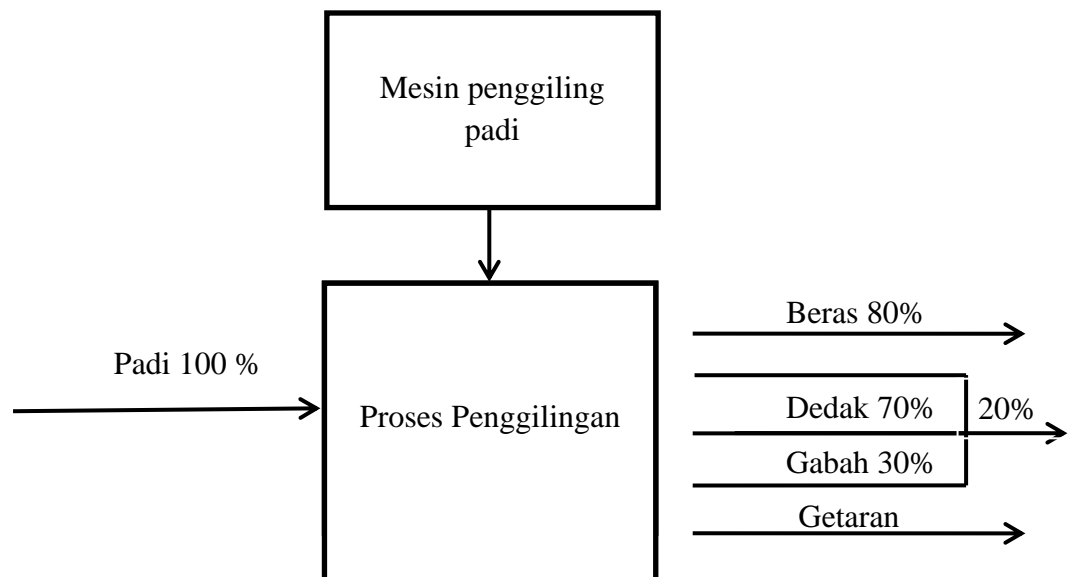 Mesin penggiling
padi
Padi 100 %
Proses Penggilingan
Beras 80%
Dedak 70%
20%
Gabah 30%
Getaran